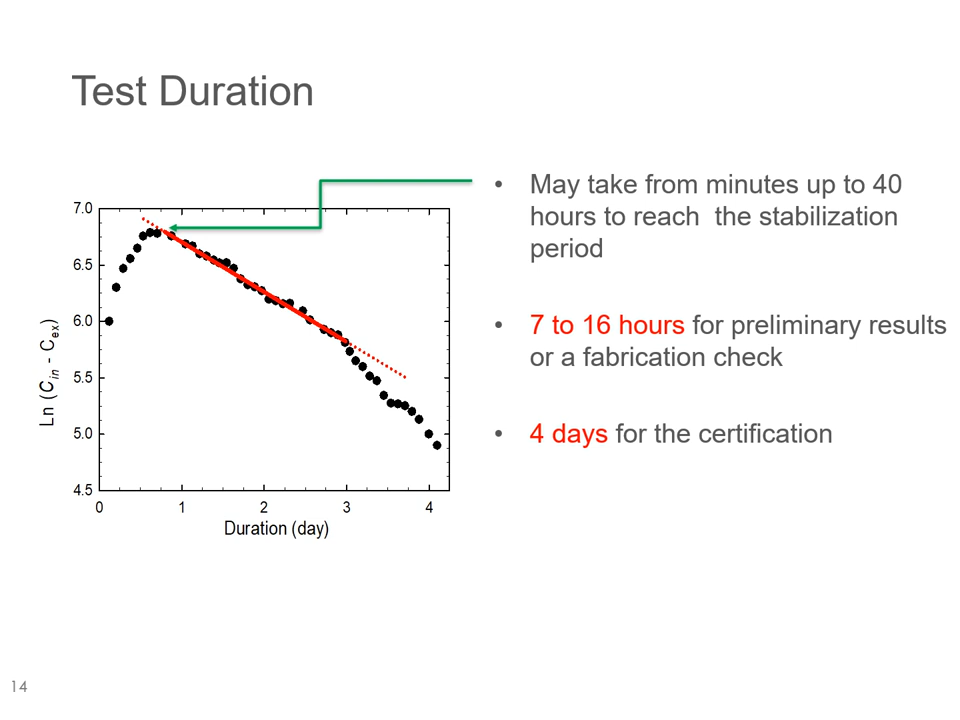 Test Duration
• May take from minutes up to 40
hours to reach  the stabilization
period
• 7 to 16 hours for preliminary results
or a fabrication check
• 4 days for the certification
7.0
6.5
6.0
5.5
5.0
4.5
Ln (C_in - C_ex)
0 1 2 3 4
Duration (day)
14